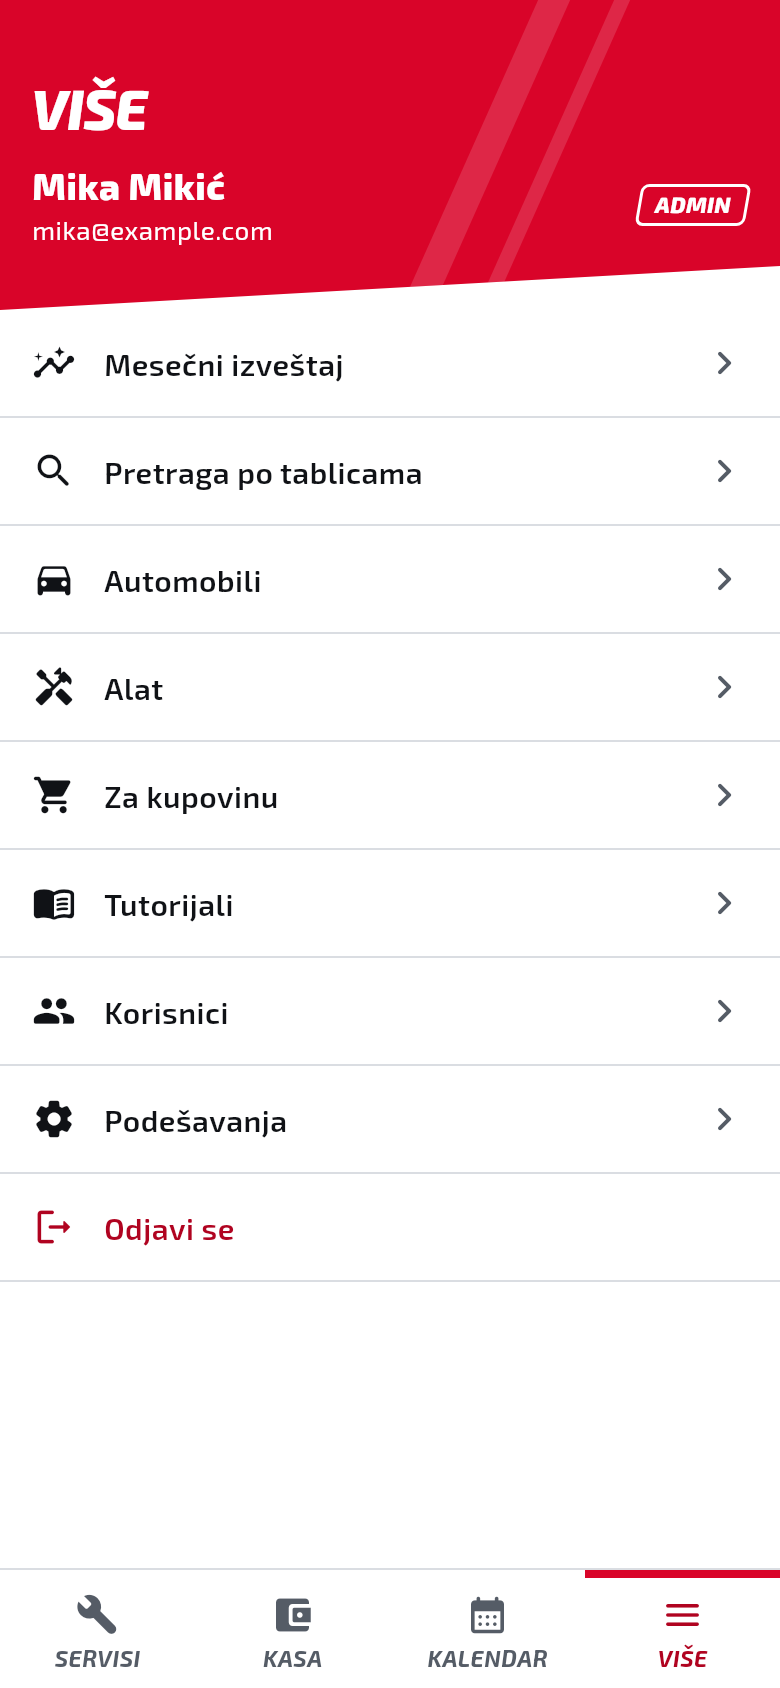 VIŠE
Mika Mikić
mika@example.com
ADMIN
Mesečni izveštaj
Pretraga po tablicama
Automobili
Alat
Za kupovinu
Tutorijali
Korisnici
Podešavanja
Odjavi se
SERVISI
KASA
KALENDAR
VIŠE